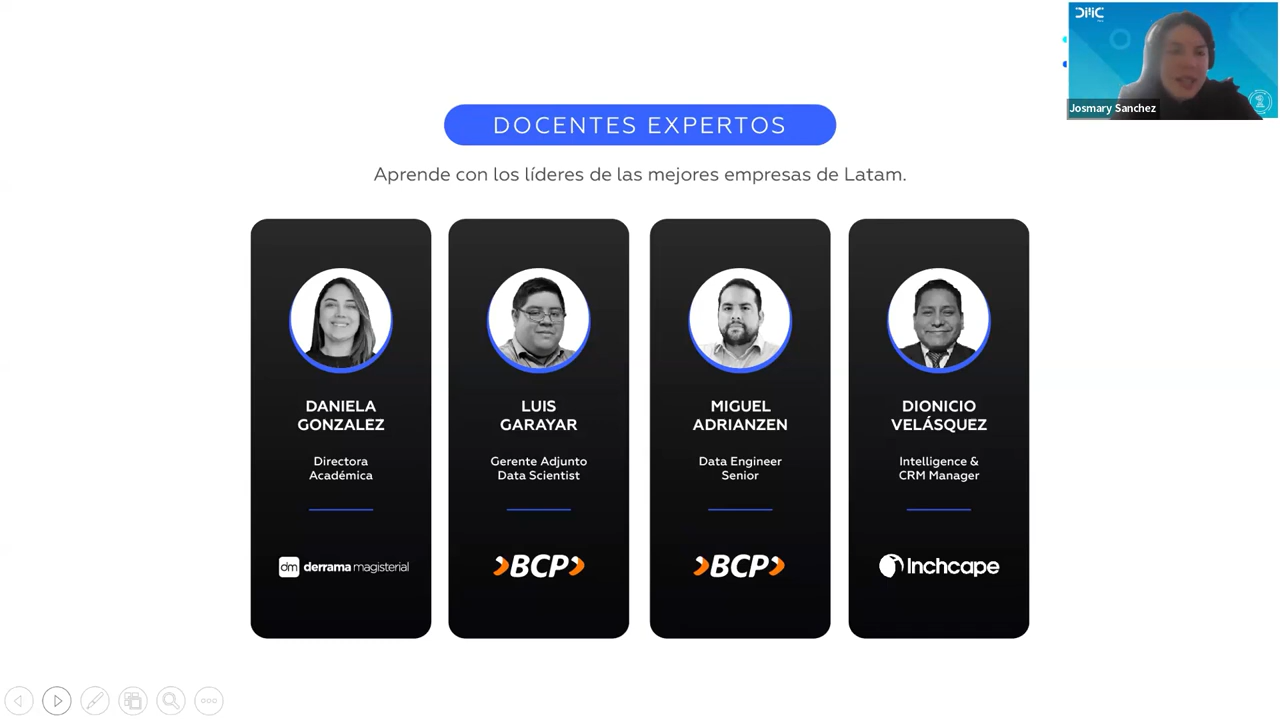 DMC
Josmary Sanchez
DOCENTES EXPERTOS
Aprende con los líderes de las mejores empresas de Latam.
DANIELA
GONZALEZ
Directora
Académica
dm derrama magisterial
LUIS
GARAYAR
Gerente Adjunto
Data Scientist
BCP
MIGUEL
ADRIANZEN
Data Engineer
Senior
BCP
DIONICIO
VELÁSQUEZ
Intelligence &
CRM Manager
Inchcape